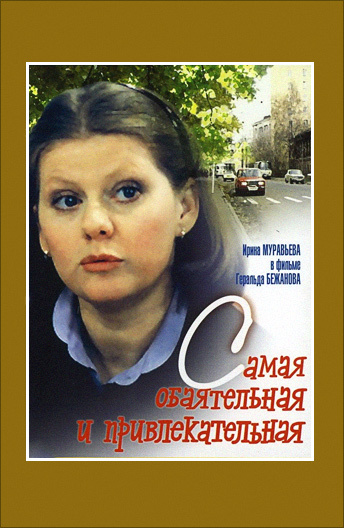 Ирина МУРАВЬЕВА
в фильме
Геральда БЕЖАНОВА
Самая
обаятельная
и привлекательная